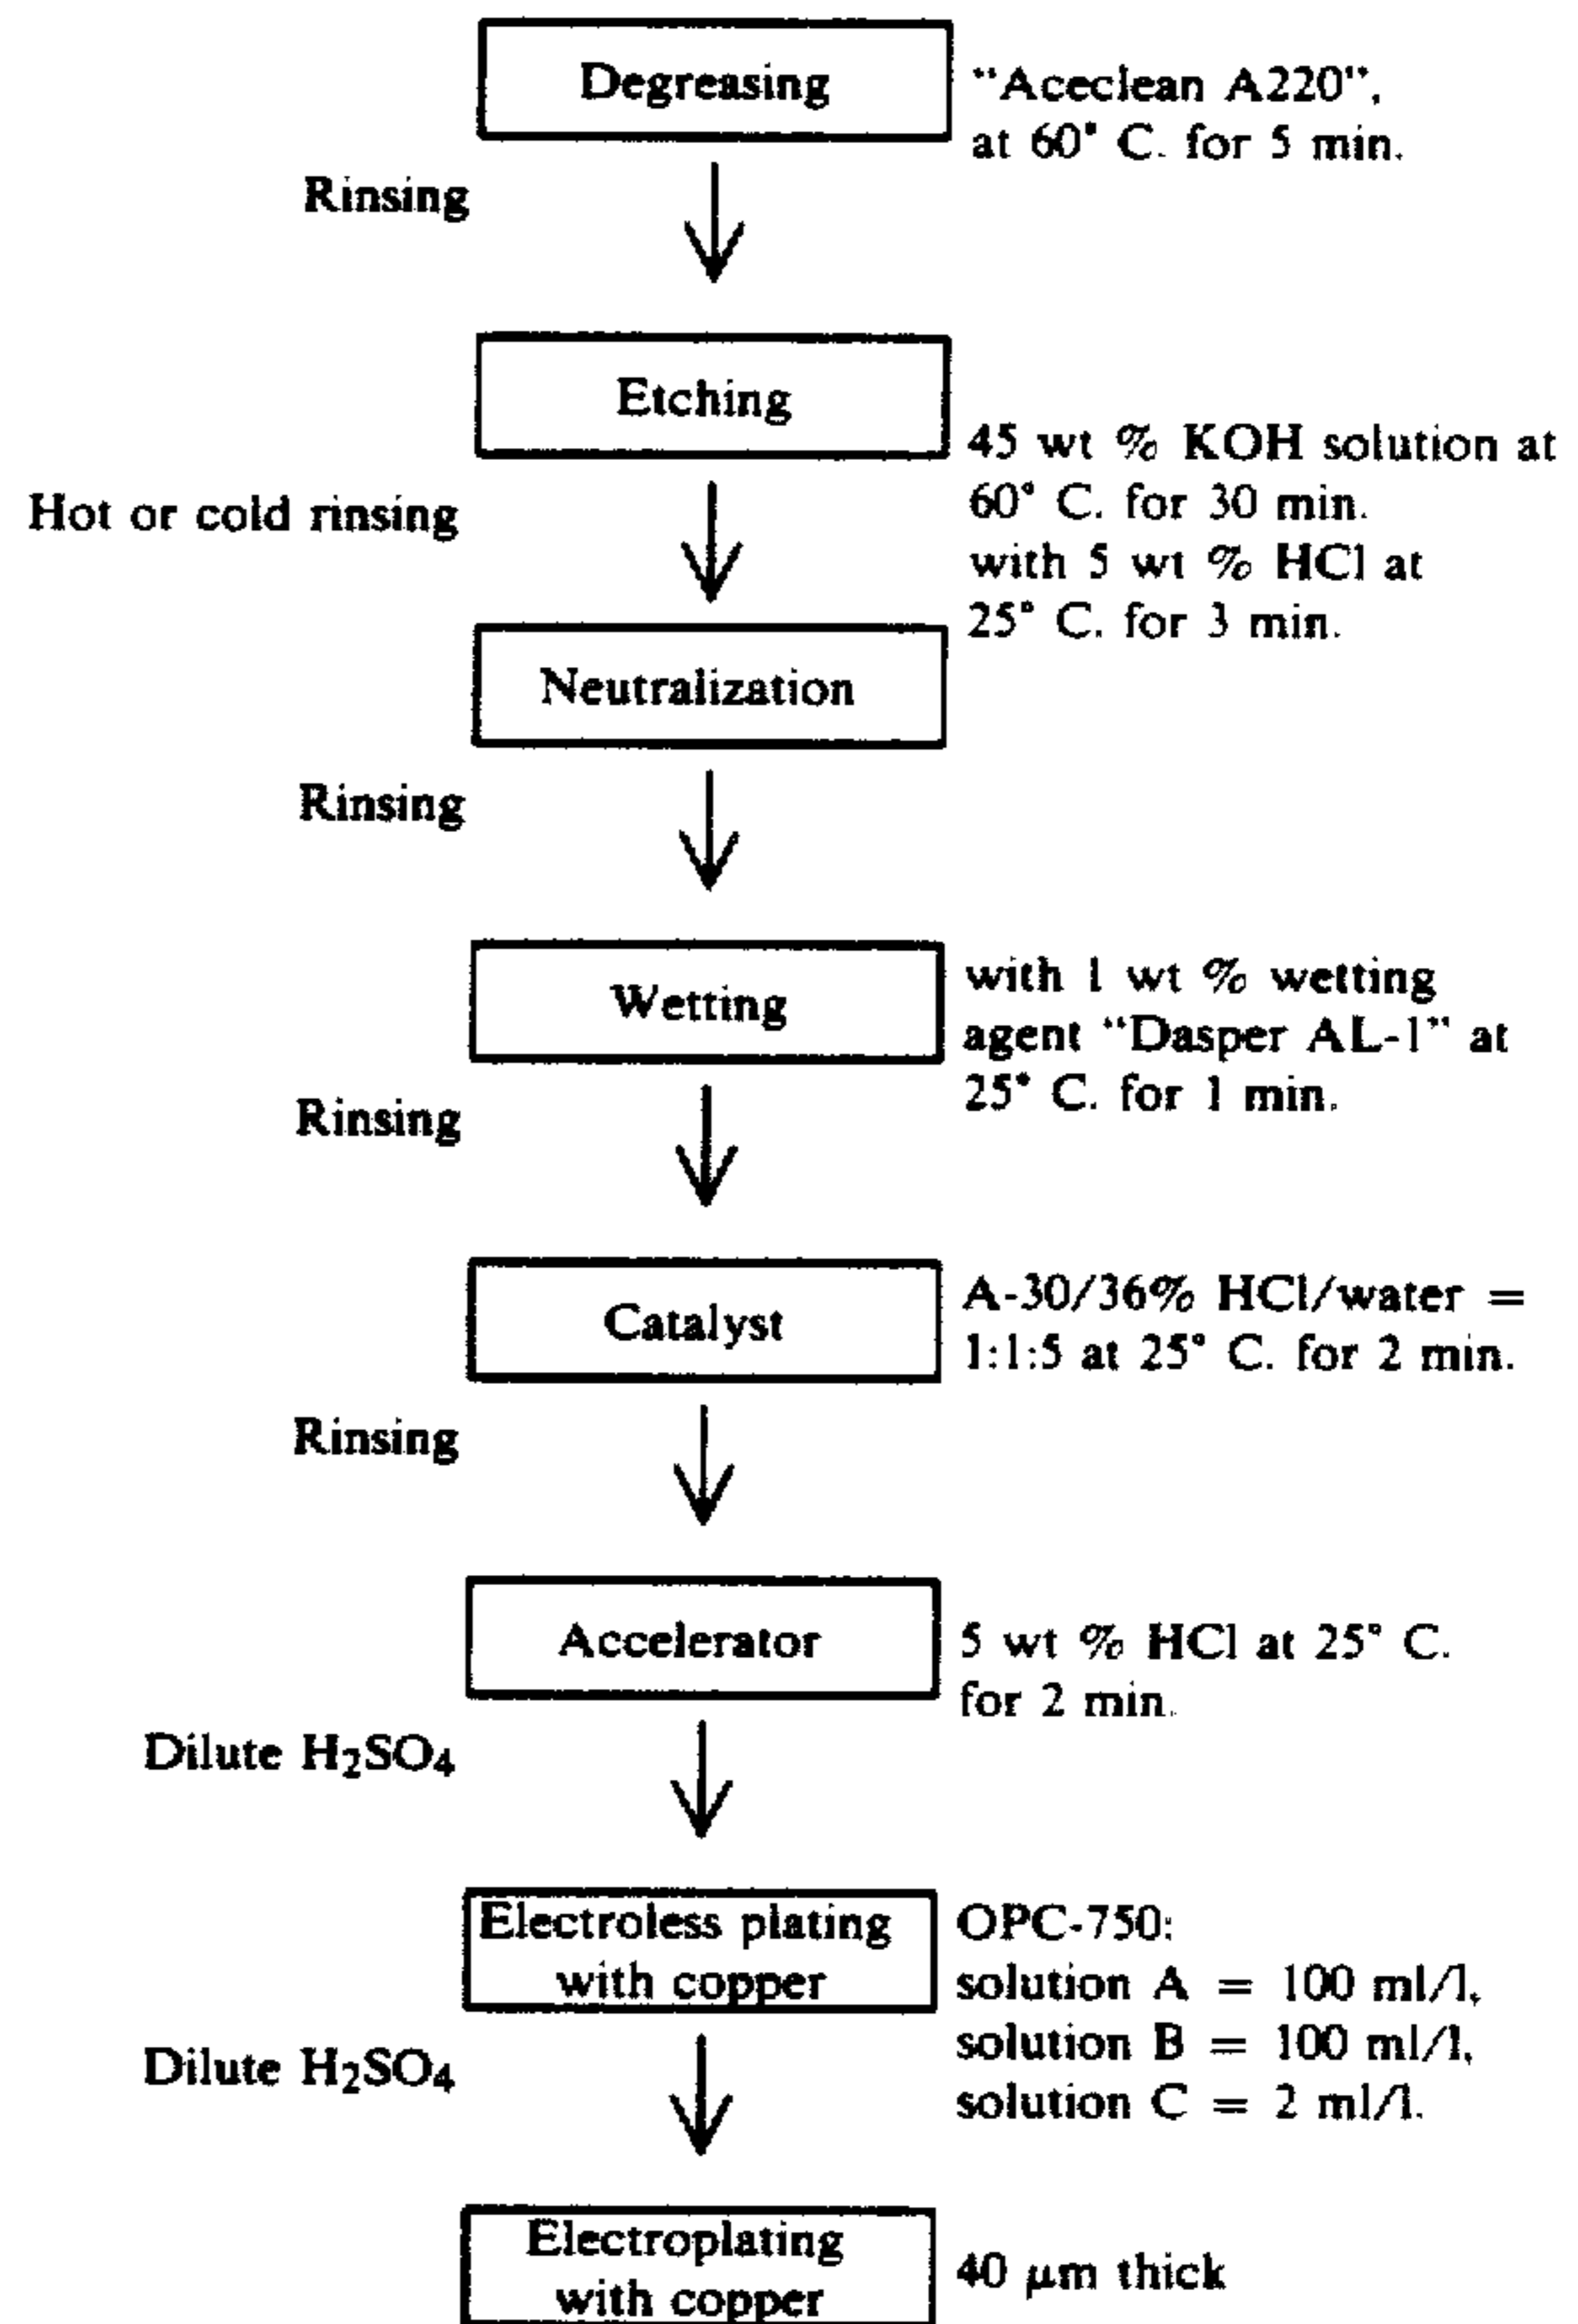 Degreasing
"Aceclean A220",
at 60° C. for 5 min.
Rinsing
Etching
45 wt % KOH solution at
60° C. for 30 min.
Hot or cold rinsing
with 5 wt % HCl at
25° C. for 3 min.
Neutralization
Rinsing
Wetting
with 1 wt % wetting
agent "Dasper AL-1" at
25° C. for 1 min.
Rinsing
Catalyst
A-30/36% HCl/water =
1:1:5 at 25° C. for 2 min.
Rinsing
Accelerator
5 wt % HCl at 25° C.
for 2 min.
Dilute H₂SO₄
Electroless plating
with copper
OPC-750:
solution A = 100 ml/l,
solution B = 100 ml/l,
solution C = 2 ml/l.
Dilute H₂SO₄
Electroplating
with copper
40 μm thick